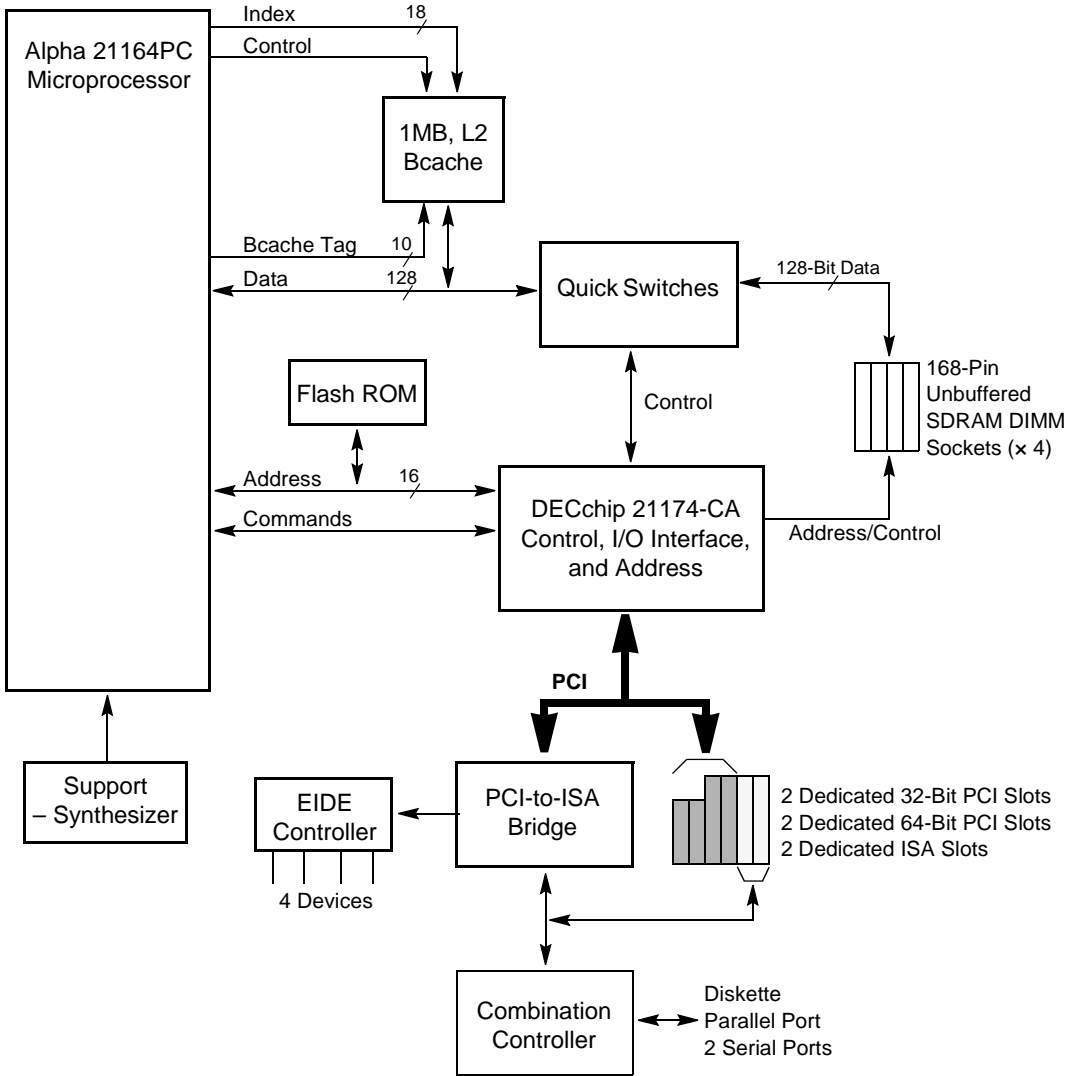 Index
18
Control
Alpha 21164PC
Microprocessor
1MB, L2
Bcache
Bcache Tag
10
Data
128
Quick Switches
128-Bit Data
168-Pin
Unbuffered
SDRAM DIMM
Sockets (× 4)
Flash ROM
Control
Address
16
Commands
DECchip 21174-CA
Control, I/O Interface,
and Address
Address/Control
PCI
Support
– Synthesizer
EIDE
Controller
4 Devices
PCI-to-ISA
Bridge
2 Dedicated 32-Bit PCI Slots
2 Dedicated 64-Bit PCI Slots
2 Dedicated ISA Slots
Combination
Controller
Diskette
Parallel Port
2 Serial Ports